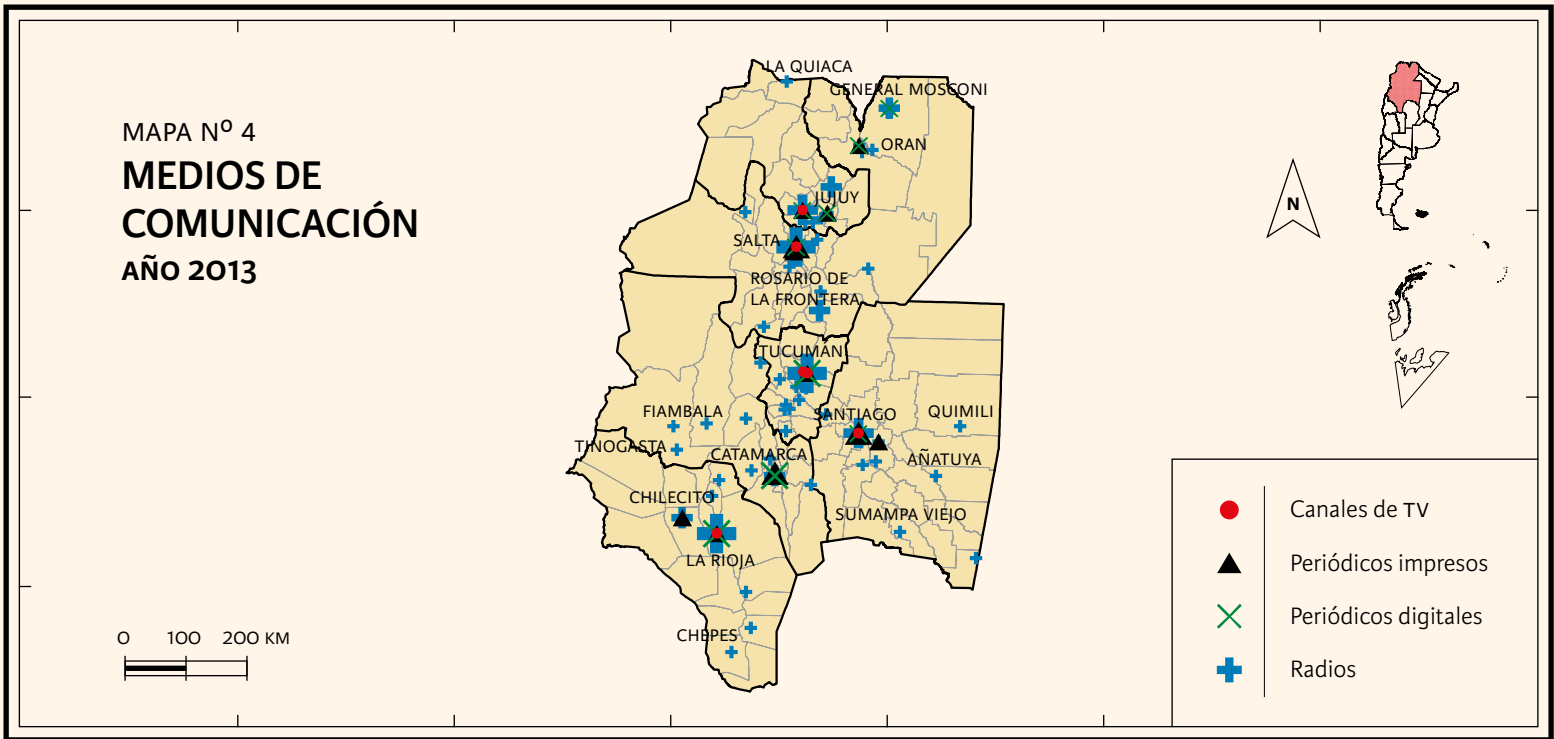 MAPA Nº 4
MEDIOS DE
COMUNICACIÓN
AÑO 2013
LA QUIACA
GENERAL MOSCONI
ORAN
JUJUY
SALTA
ROSARIO DE
LA FRONTERA
TUCUMAN
FIAMBALA
SANTIAGO
QUIMILI
TINOGASTA
CATAMARCA
AÑATUYA
CHILECITO
SUMAMPA VIEJO
LA RIOJA
CHEPES
0 100 200 KM
N
Canales de TV
Periódicos impresos
Periódicos digitales
Radios